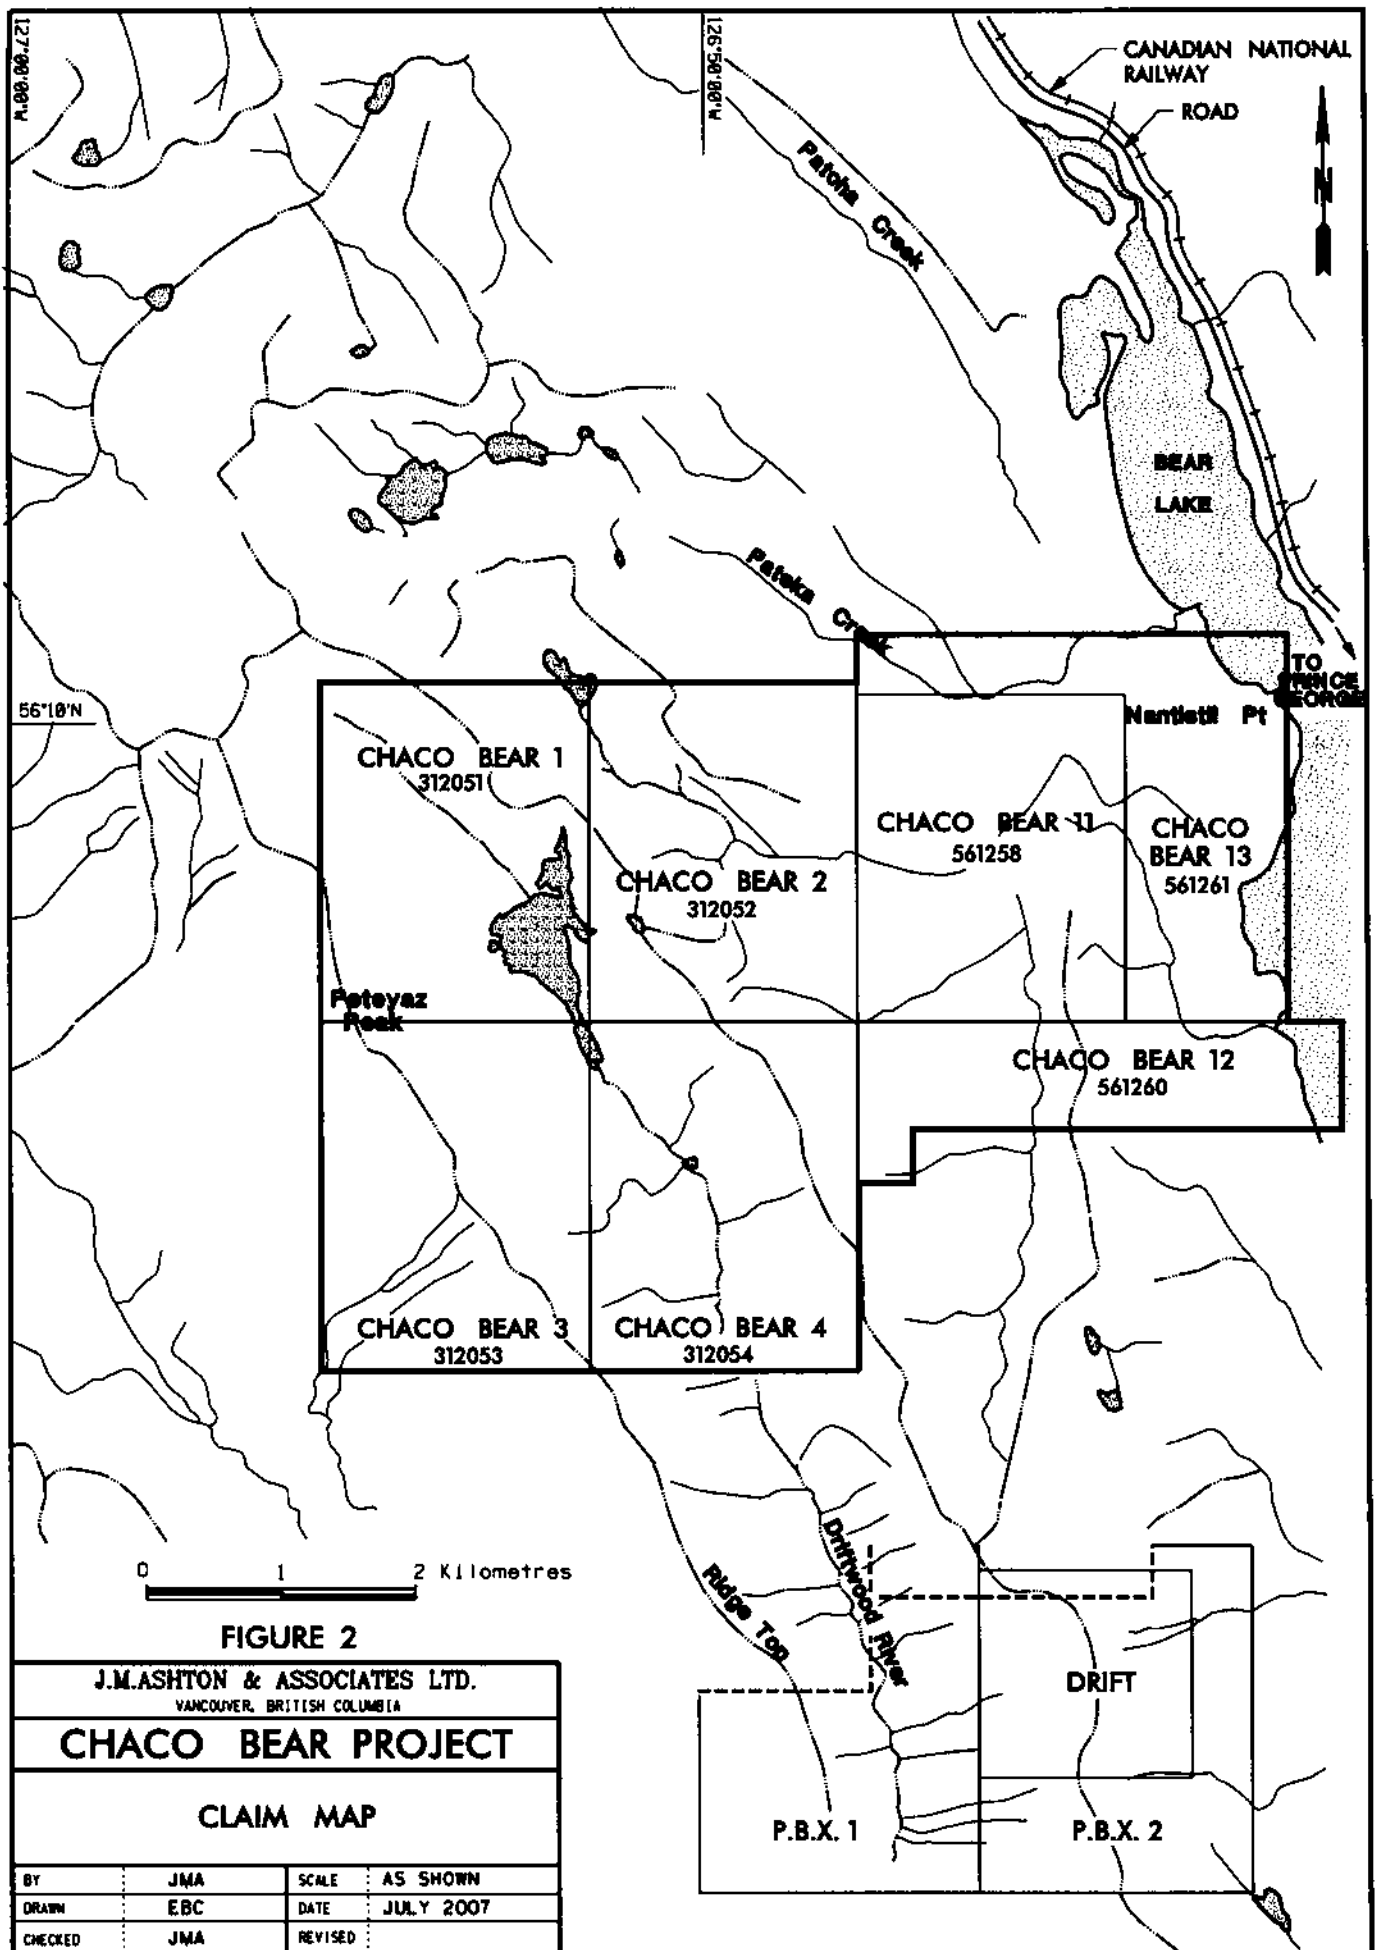 127°00'00"W
126°50'00"W
CANADIAN NATIONAL
RAILWAY
ROAD
N
Patcha Creek
BEAR
LAKE
Pateka Creek
TO
PRINCE
GEORGE
56°10'N
Nantlatil Pt
CHACO BEAR 1
312051
CHACO BEAR 11
561258
CHACO
BEAR 13
561261
CHACO BEAR 2
312052
Peteyaz
Peak
CHACO BEAR 12
561260
CHACO BEAR 3
312053
CHACO BEAR 4
312054
Driftwood River
Ridge Top
0 1 2 Kilometres
FIGURE 2
DRIFT
P.B.X. 1
P.B.X. 2
J.M.ASHTON & ASSOCIATES LTD.
VANCOUVER, BRITISH COLUMBIA
CHACO BEAR PROJECT
CLAIM MAP
BY JMA SCALE AS SHOWN
DRAWN EBC DATE JULY 2007
CHECKED JMA REVISED